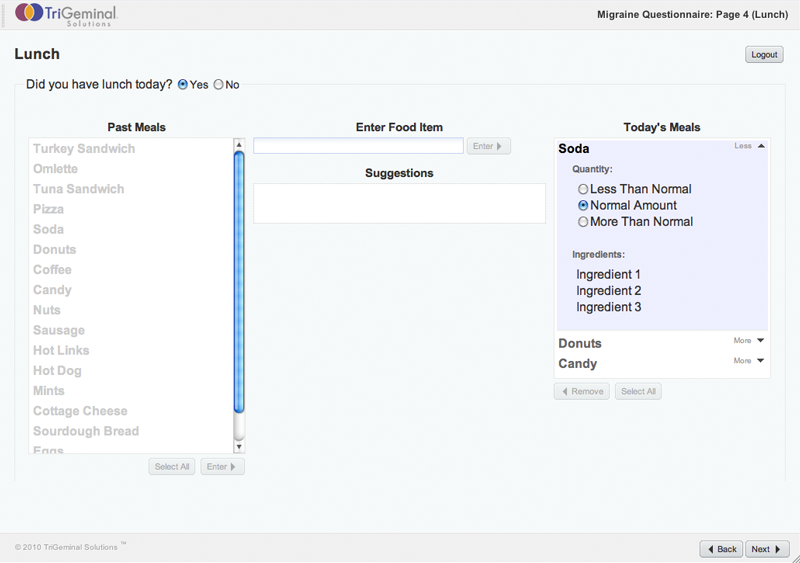 TriGeminal
Solutions
Migraine Questionnaire: Page 4 (Lunch)
Lunch
Logout
Did you have lunch today? Yes No
Past Meals
Turkey Sandwich
Omlette
Tuna Sandwich
Pizza
Soda
Donuts
Coffee
Candy
Nuts
Sausage
Hot Links
Hot Dog
Mints
Cottage Cheese
Sourdough Bread
Eggs
Select All Enter
Enter Food Item
Enter
Suggestions
Today's Meals
Soda Less
Quantity:
Less Than Normal
Normal Amount
More Than Normal
Ingredients:
Ingredient 1
Ingredient 2
Ingredient 3
Donuts More
Candy More
Remove Select All
© 2010 TriGeminal Solutions ™
Back Next